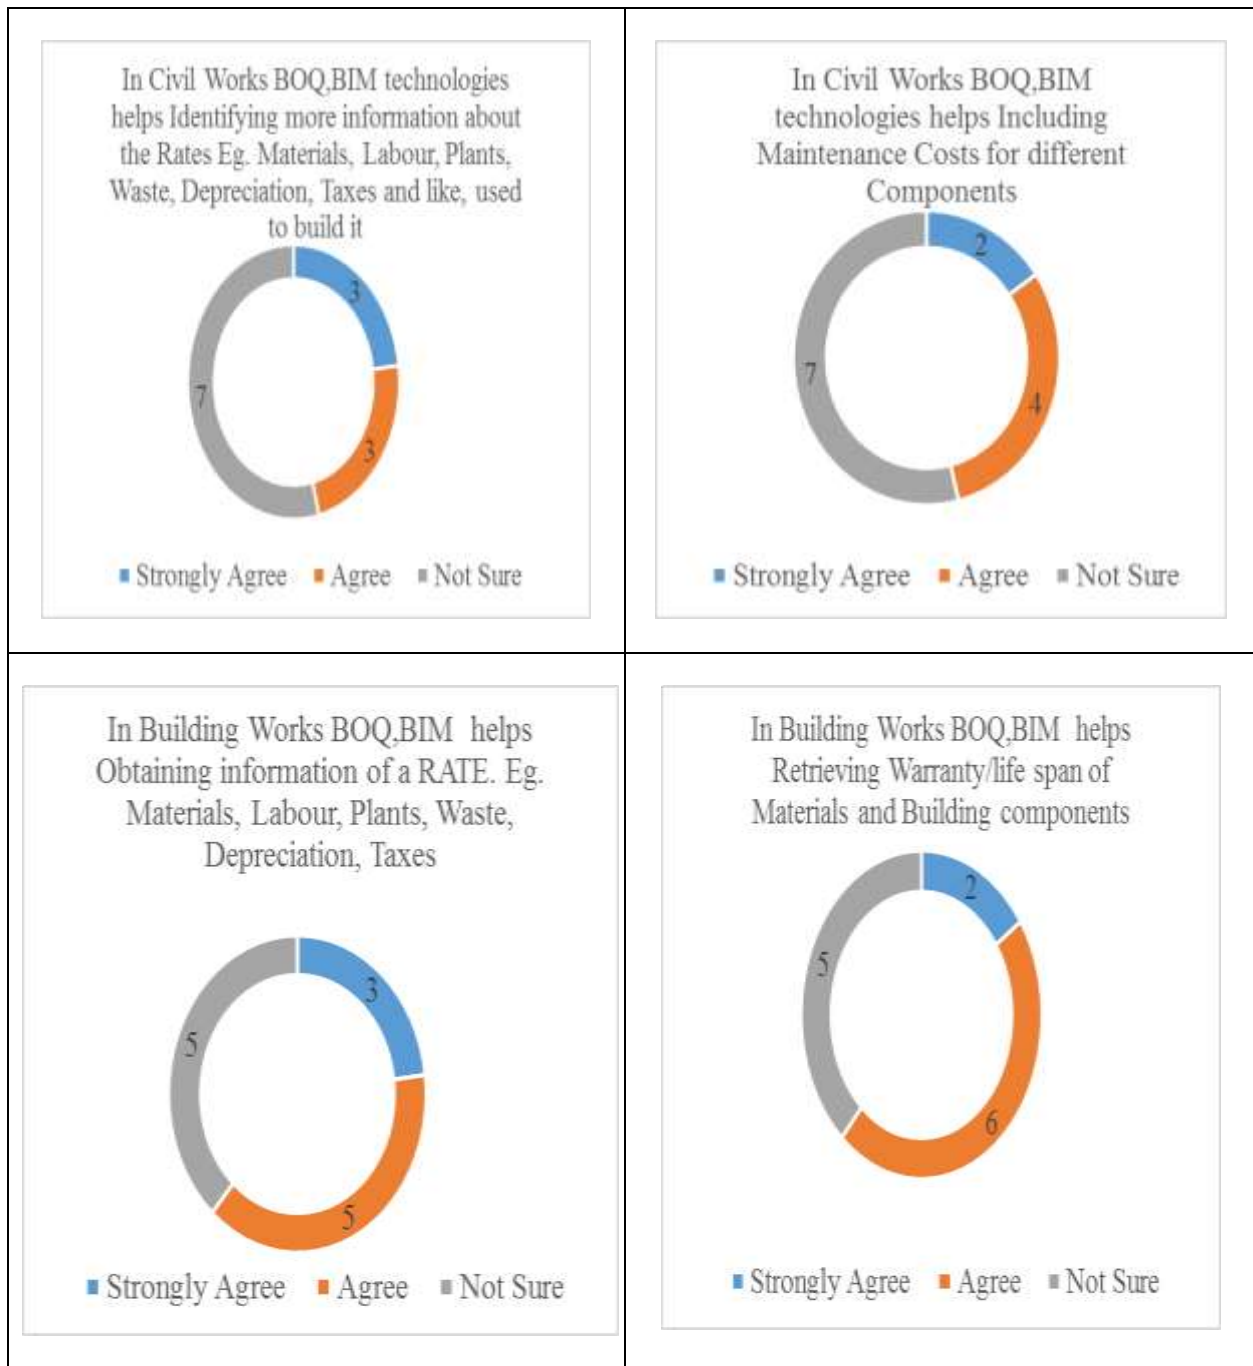 In Civil Works BOQ,BIM technologies
helps Identifying more information about
the Rates Eg. Materials, Labour, Plants,
Waste, Depreciation, Taxes and like, used
to build it
3
7
3
Strongly Agree Agree Not Sure
In Civil Works BOQ,BIM
technologies helps Including
Maintenance Costs for different
Components
2
7
4
Strongly Agree Agree Not Sure
In Building Works BOQ,BIM helps
Obtaining information of a RATE. Eg.
Materials, Labour, Plants, Waste,
Depreciation, Taxes
3
5
5
Strongly Agree Agree Not Sure
In Building Works BOQ,BIM helps
Retrieving Warranty/life span of
Materials and Building components
2
5
6
Strongly Agree Agree Not Sure